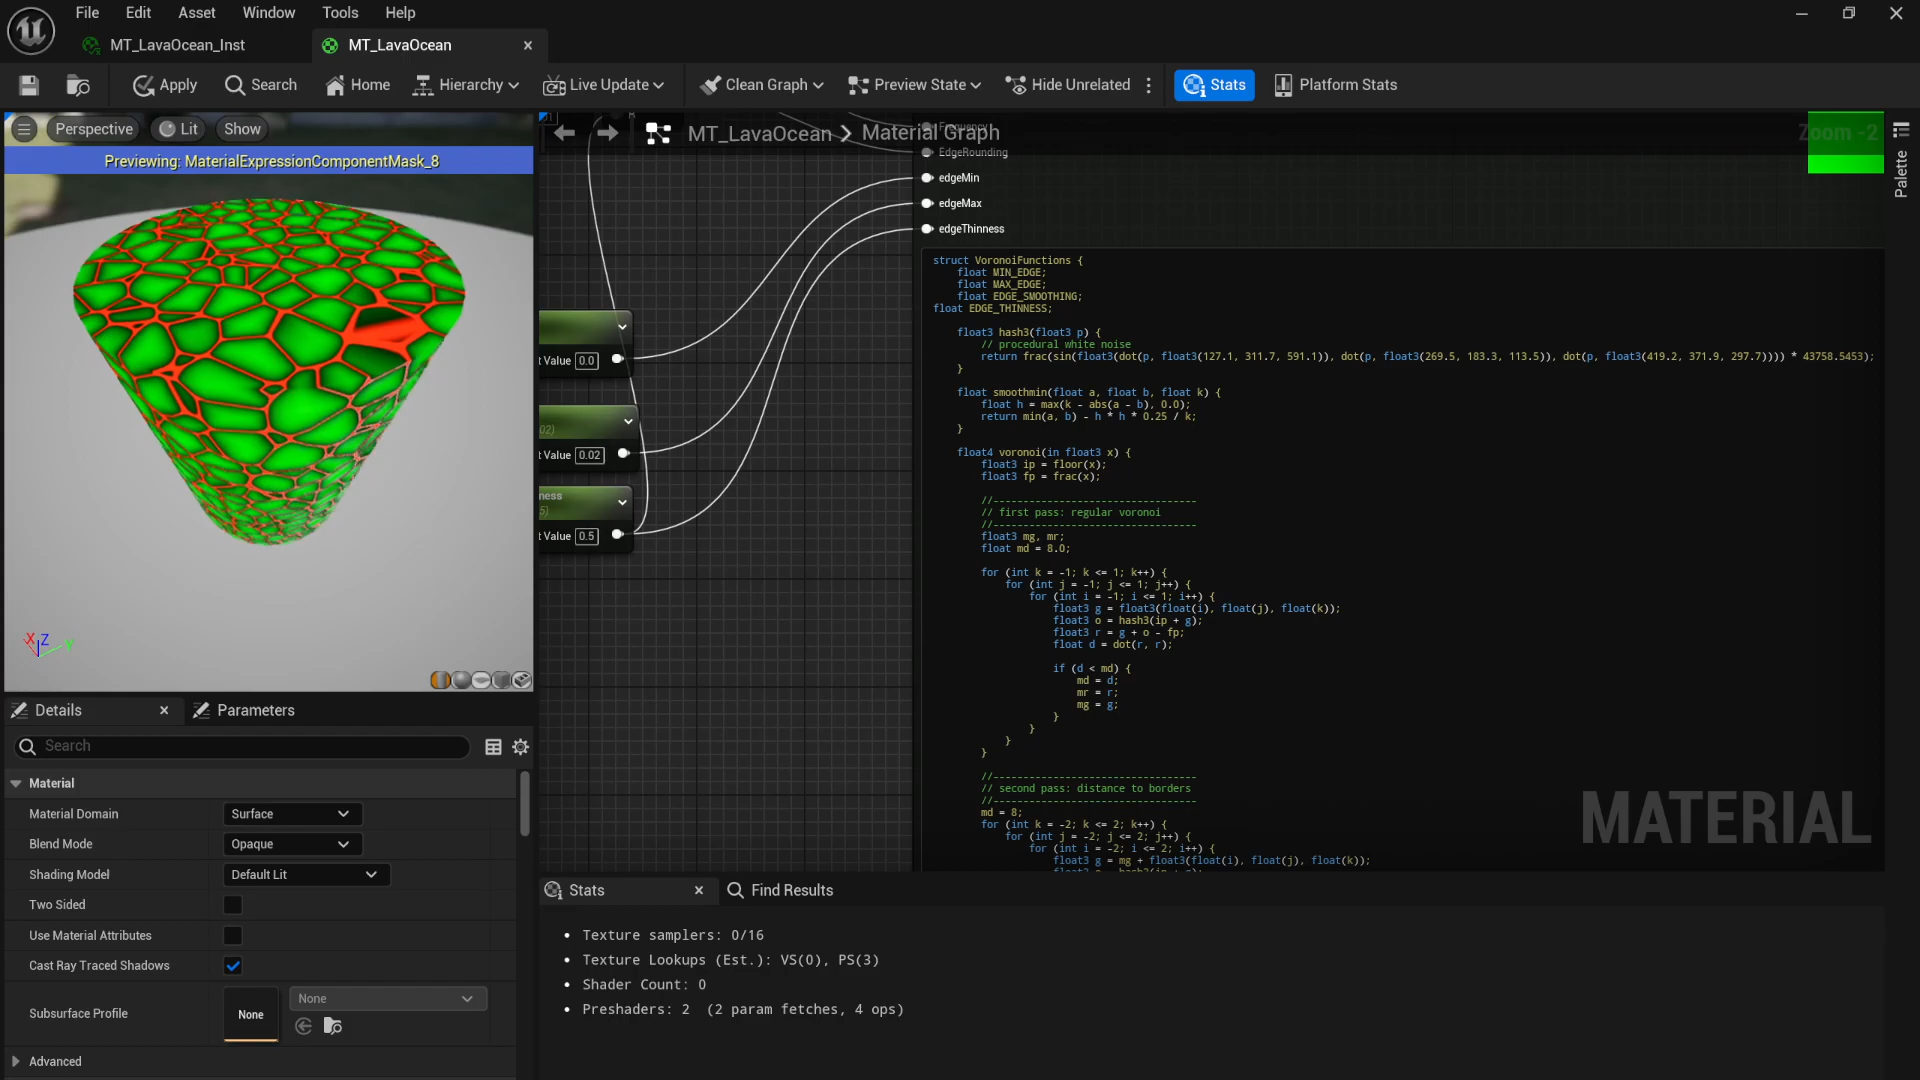 File Edit Asset Window Tools Help
MT_LavaOcean_Inst
MT_LavaOcean
Apply
Search
Home
Hierarchy
Live Update
Clean Graph
Preview State
Hide Unrelated
Stats
Platform Stats
Perspective
Lit
Show
Previewing: MaterialExpressionComponentMask_8
X Z Y
MT_LavaOcean > Material Graph
Zoom -2
Palette
Frequency
EdgeRounding
edgeMin
edgeMax
edgeThinness
t Value 0.0
02)
t Value 0.02
ness
5)
t Value 0.5
struct VoronoiFunctions {
float MIN_EDGE;
float MAX_EDGE;
float EDGE_SMOOTHING;
float EDGE_THINNESS;
float3 hash3(float3 p) {
// procedural white noise
return frac(sin(float3(dot(p, float3(127.1, 311.7, 591.1)), dot(p, float3(269.5, 183.3, 113.5)), dot(p, float3(419.2, 371.9, 297.7)))) * 43758.5453);
}
float smoothmin(float a, float b, float k) {
float h = max(k - abs(a - b), 0.0);
return min(a, b) - h * h * 0.25 / k;
}
float4 voronoi(in float3 x) {
float3 ip = floor(x);
float3 fp = frac(x);
//----------------------------------
// first pass: regular voronoi
//----------------------------------
float3 mg, mr;
float md = 8.0;
for (int k = -1; k <= 1; k++) {
for (int j = -1; j <= 1; j++) {
for (int i = -1; i <= 1; i++) {
float3 g = float3(float(i), float(j), float(k));
float3 o = hash3(ip + g);
float3 r = g + o - fp;
float d = dot(r, r);
if (d < md) {
md = d;
mr = r;
mg = g;
}
}
}
}
//----------------------------------
// second pass: distance to borders
//----------------------------------
md = 8;
for (int k = -2; k <= 2; k++) {
for (int j = -2; j <= 2; j++) {
for (int i = -2; i <= 2; i++) {
float3 g = mg + float3(float(i), float(j), float(k));
MATERIAL
Details
Parameters
Search
Material
Material Domain Surface
Blend Mode Opaque
Shading Model Default Lit
Two Sided
Use Material Attributes
Cast Ray Traced Shadows
Subsurface Profile None None
Advanced
Stats
Find Results
• Texture samplers: 0/16
• Texture Lookups (Est.): VS(0), PS(3)
• Shader Count: 0
• Preshaders: 2 (2 param fetches, 4 ops)